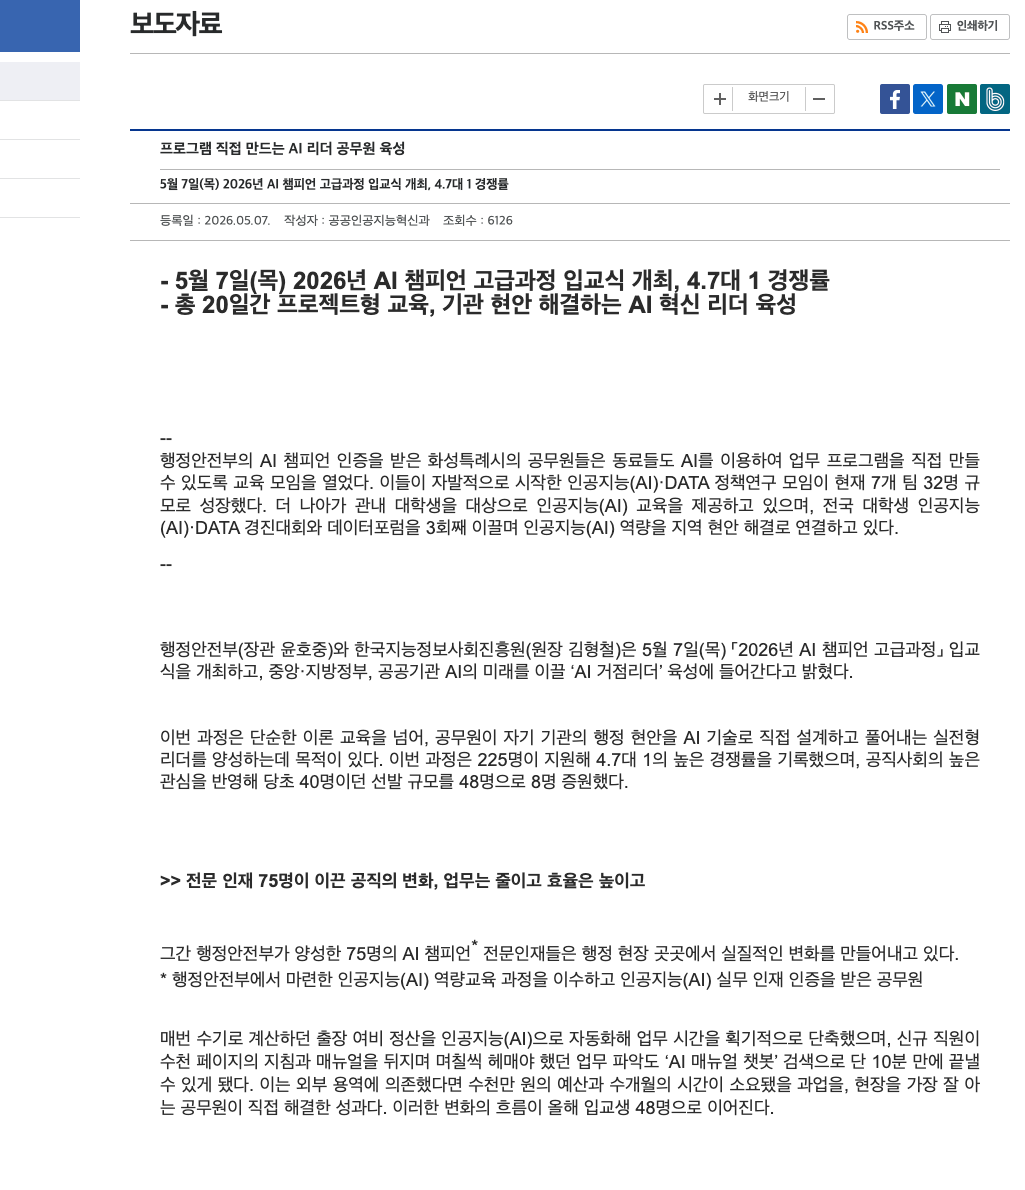 보도자료
RSS주소 인쇄하기
화면크기
프로그램 직접 만드는 AI 리더 공무원 육성
5월 7일(목) 2026년 AI 챔피언 고급과정 입교식 개최, 4.7대 1 경쟁률
등록일 : 2026.05.07. 작성자 : 공공인공지능혁신과 조회수 : 6126
- 5월 7일(목) 2026년 AI 챔피언 고급과정 입교식 개최, 4.7대 1 경쟁률
- 총 20일간 프로젝트형 교육, 기관 현안 해결하는 AI 혁신 리더 육성
--
행정안전부의 AI 챔피언 인증을 받은 화성특례시의 공무원들은 동료들도 AI를 이용하여 업무 프로그램을 직접 만들
수 있도록 교육 모임을 열었다. 이들이 자발적으로 시작한 인공지능(AI)·DATA 정책연구 모임이 현재 7개 팀 32명 규
모로 성장했다. 더 나아가 관내 대학생을 대상으로 인공지능(AI) 교육을 제공하고 있으며, 전국 대학생 인공지능
(AI)·DATA 경진대회와 데이터포럼을 3회째 이끌며 인공지능(AI) 역량을 지역 현안 해결로 연결하고 있다.
--
행정안전부(장관 윤호중)와 한국지능정보사회진흥원(원장 김형철)은 5월 7일(목) ｢2026년 AI 챔피언 고급과정｣ 입교
식을 개최하고, 중앙·지방정부, 공공기관 AI의 미래를 이끌 ‘AI 거점리더’ 육성에 들어간다고 밝혔다.
이번 과정은 단순한 이론 교육을 넘어, 공무원이 자기 기관의 행정 현안을 AI 기술로 직접 설계하고 풀어내는 실전형
리더를 양성하는데 목적이 있다. 이번 과정은 225명이 지원해 4.7대 1의 높은 경쟁률을 기록했으며, 공직사회의 높은
관심을 반영해 당초 40명이던 선발 규모를 48명으로 8명 증원했다.
>> 전문 인재 75명이 이끈 공직의 변화, 업무는 줄이고 효율은 높이고
그간 행정안전부가 양성한 75명의 AI 챔피언* 전문인재들은 행정 현장 곳곳에서 실질적인 변화를 만들어내고 있다.
* 행정안전부에서 마련한 인공지능(AI) 역량교육 과정을 이수하고 인공지능(AI) 실무 인재 인증을 받은 공무원
매번 수기로 계산하던 출장 여비 정산을 인공지능(AI)으로 자동화해 업무 시간을 획기적으로 단축했으며, 신규 직원이
수천 페이지의 지침과 매뉴얼을 뒤지며 며칠씩 헤매야 했던 업무 파악도 ‘AI 매뉴얼 챗봇’ 검색으로 단 10분 만에 끝낼
수 있게 됐다. 이는 외부 용역에 의존했다면 수천만 원의 예산과 수개월의 시간이 소요됐을 과업을, 현장을 가장 잘 아
는 공무원이 직접 해결한 성과다. 이러한 변화의 흐름이 올해 입교생 48명으로 이어진다.